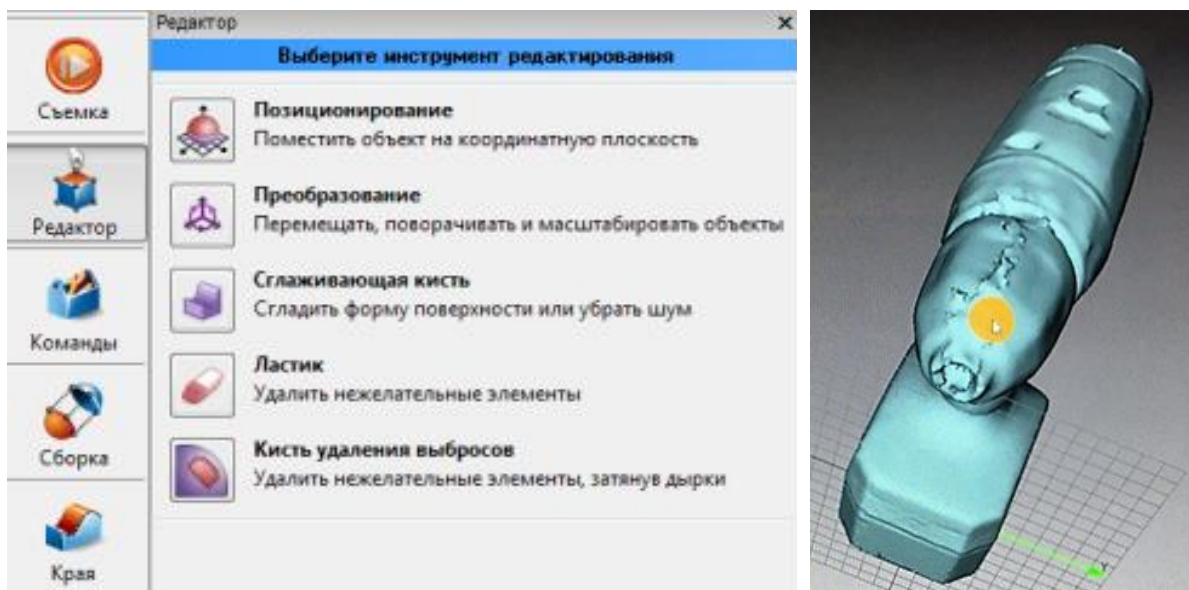 Редактор
Выберите инструмент редактирования
Съемка
Редактор
Команды
Сборка
Края
Позиционирование
Поместить объект на координатную плоскость
Преобразование
Перемещать, поворачивать и масштабировать объекты
Сглаживающая кисть
Сгладить форму поверхности или убрать шум
Ластик
Удалить нежелательные элементы
Кисть удаления выбросов
Удалить нежелательные элементы, затянув дырки
Y